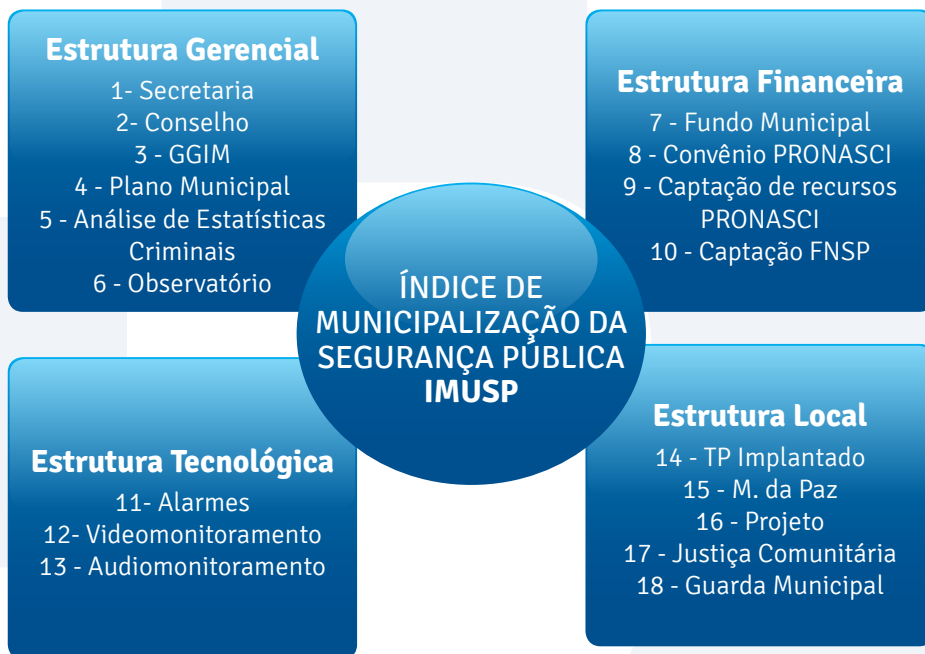 Estrutura Gerencial
1- Secretaria
2- Conselho
3 - GGIM
4 - Plano Municipal
5 - Análise de Estatísticas
Criminais
6 - Observatório
Estrutura Financeira
7 - Fundo Municipal
8 - Convênio PRONASCI
9 - Captação de recursos
PRONASCI
10 - Captação FNSP
ÍNDICE DE
MUNICIPALIZAÇÃO DA
SEGURANÇA PÚBLICA
IMUSP
Estrutura Tecnológica
11- Alarmes
12- Videomonitoramento
13 - Audiomonitoramento
Estrutura Local
14 - TP Implantado
15 - M. da Paz
16 - Projeto
17 - Justiça Comunitária
18 - Guarda Municipal